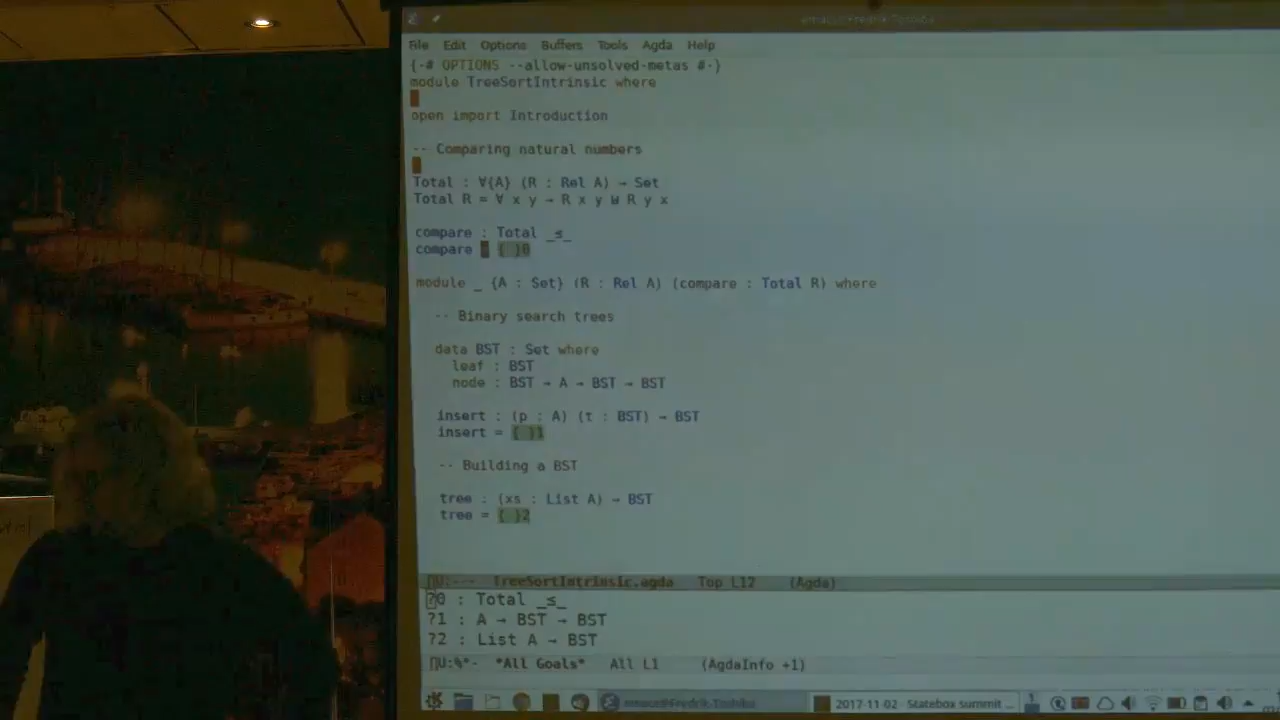 File Edit Options Buffers Tools Agda Help
{-# OPTIONS --allow-unsolved-metas #-}
module TreeSortIntrinsic where
open import Introduction
-- Comparing natural numbers
Total : ∀{A} (R : Rel A) → Set
Total R = ∀ x y → R x y ⊎ R y x
compare : Total _≤_
compare = { }0
module _ {A : Set} (R : Rel A) (compare : Total R) where
-- Binary search trees
data BST : Set where
leaf : BST
node : BST → A → BST → BST
insert : (p : A) (t : BST) → BST
insert = { }1
-- Building a BST
tree : (xs : List A) → BST
tree = { }2
U:--- TreeSortIntrinsic.agda Top L17 (Agda)
?0 : Total _≤_
?1 : A → BST → BST
?2 : List A → BST
U:%*- *All Goals* All L1 (AgdaInfo +1)
emacs@Fredrik-Toshiba 2017-11-02 - Statebox summit ...